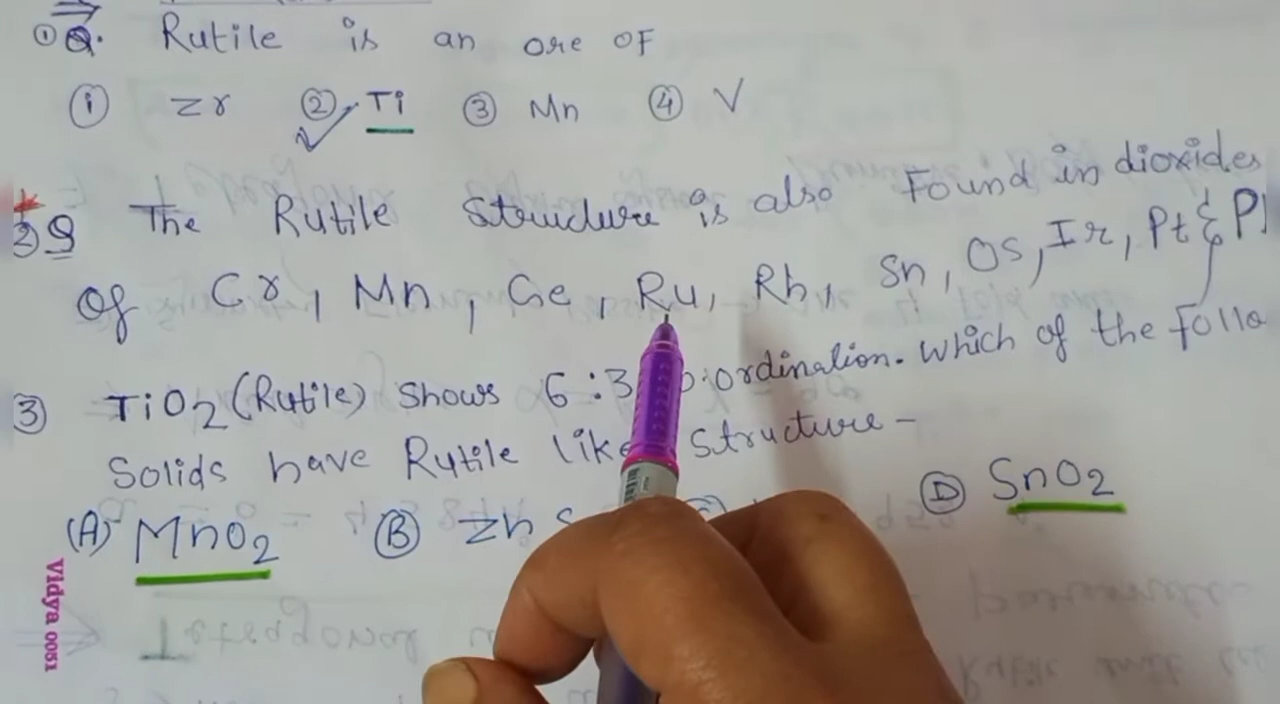 ① Q. Rutile is an ore of
① Zr ② Ti ③ Mn ④ V
② Q The Rutile Structure is also Found in dioxides
of Cr, Mn, Ge, Ru, Rh, Sn, Os, Ir, Pt &
③ TiO2 (Rutile) Shows 6:3 which of the
Solids have Rutile like Structure -
(A) MnO2 Ⓑ Zn Ⓓ SnO2
Vidya 0051